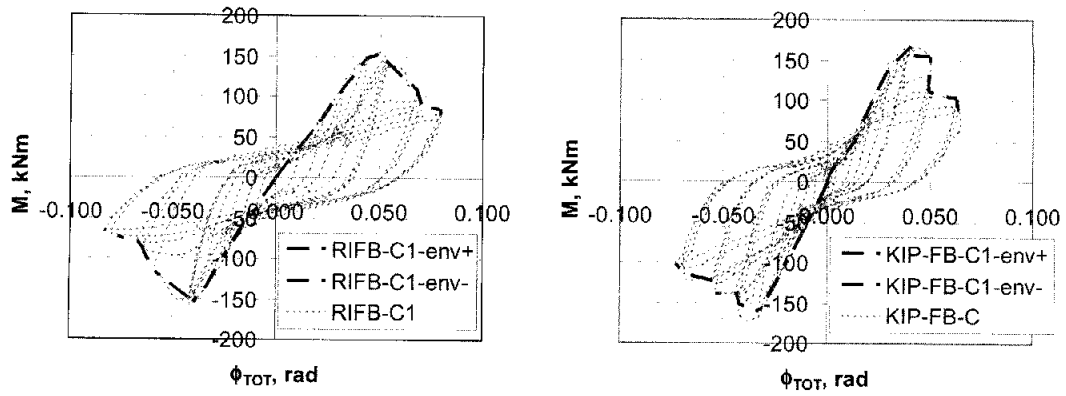 200
150
100
50
0
-0.100 -0.050 0.000 0.050 0.100
-50
-100
-150
-200
M, kNm
ϕTOT, rad
RIFB-C1-env+
RIFB-C1-env-
RIFB-C1
200
150
100
50
0
-0.100 -0.050 0.000 0.050 0.100
-50
-100
-150
-200
M, kNm
ϕTOT, rad
KIP-FB-C1-env+
KIP-FB-C1-env-
KIP-FB-C